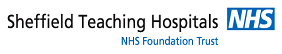 Sheffield Teaching Hospitals NHS
NHS Foundation Trust